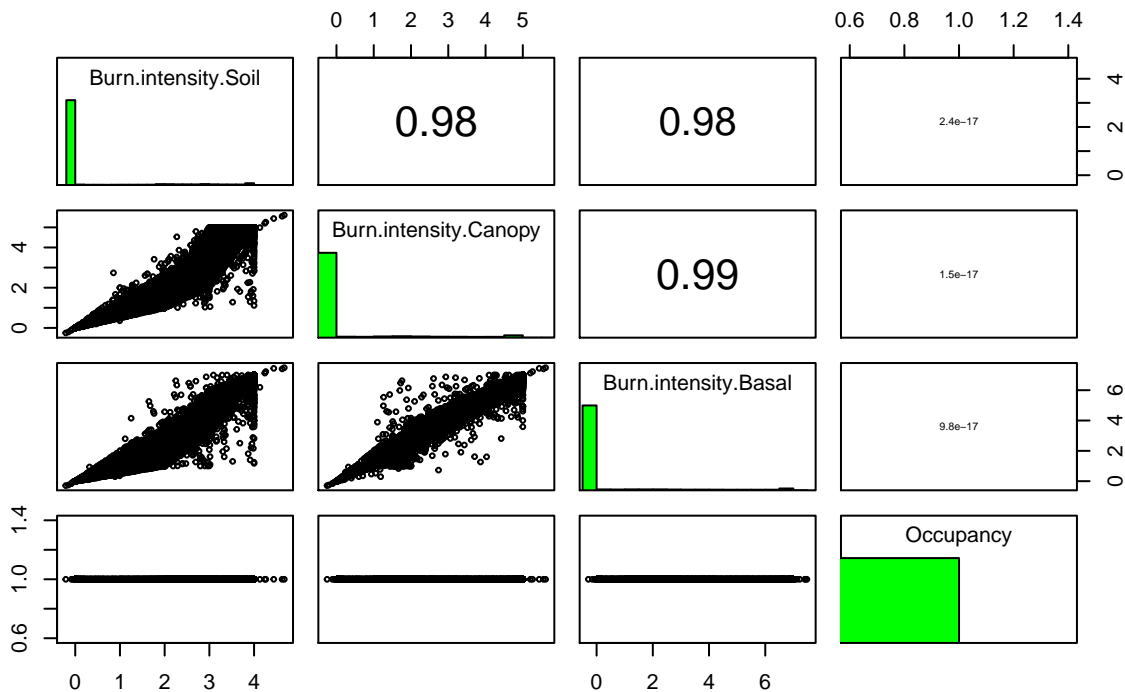 0 1 2 3 4 5
0.6 0.8 1.0 1.2 1.4
Burn.intensity.Soil
0.98
0.98
2.4e−17
0 2 4
0 2 4
Burn.intensity.Canopy
0.99
1.5e−17
Burn.intensity.Basal
9.8e−17
0 2 4 6
0.6 1.0 1.4
Occupancy
0 1 2 3 4
0 2 4 6